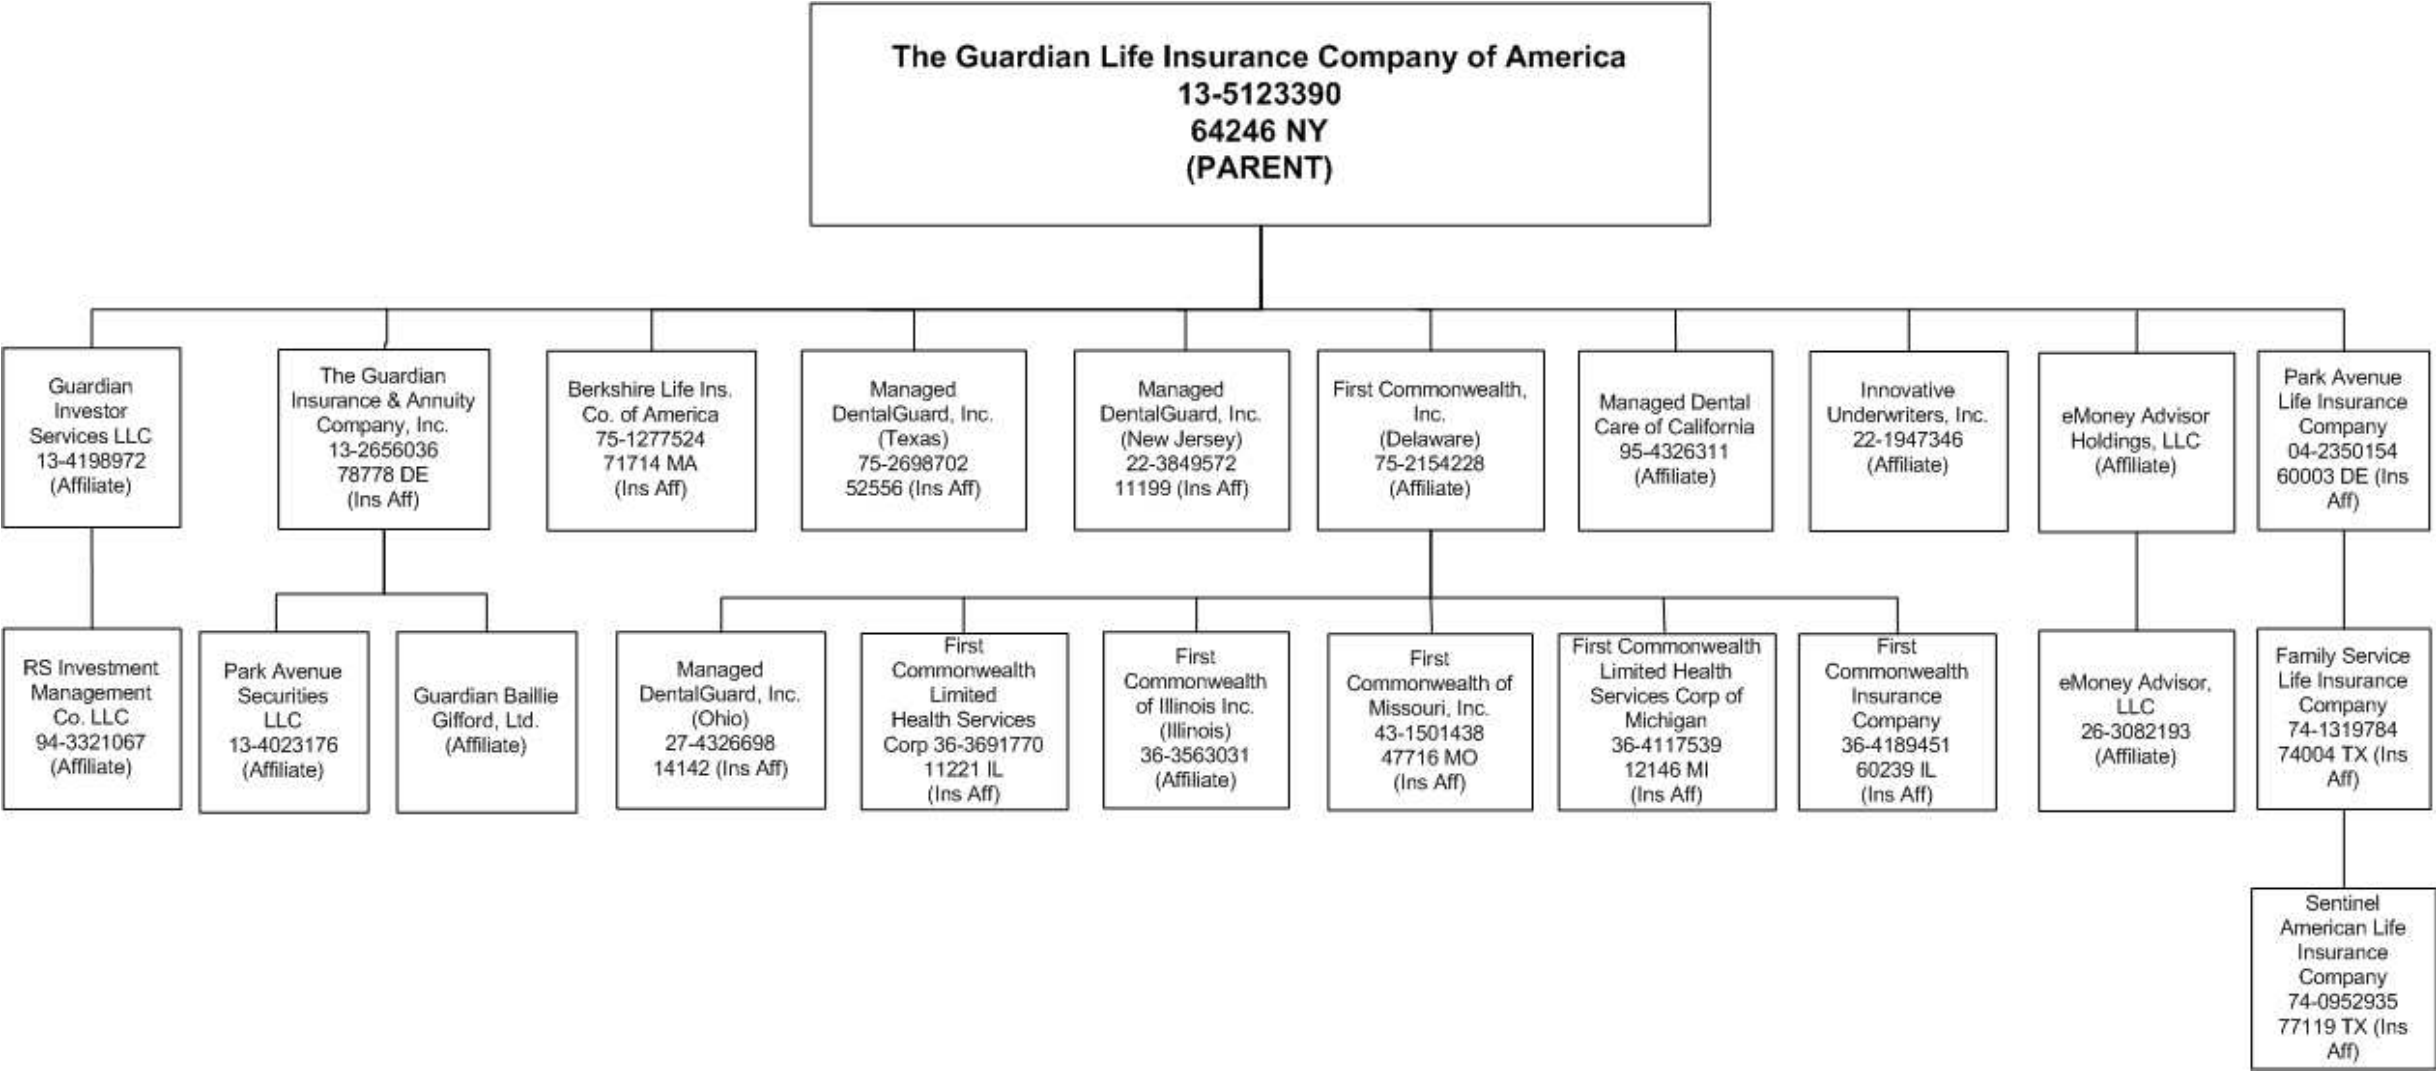 The Guardian Life Insurance Company of America
13-5123390
64246 NY
(PARENT)
Guardian
Investor
Services LLC
13-4198972
(Affiliate)
The Guardian
Insurance & Annuity
Company, Inc.
13-2656036
78778 DE
(Ins Aff)
Berkshire Life Ins.
Co. of America
75-1277524
71714 MA
(Ins Aff)
Managed
DentalGuard, Inc.
(Texas)
75-2698702
52556 (Ins Aff)
Managed
DentalGuard, Inc.
(New Jersey)
22-3849572
11199 (Ins Aff)
First Commonwealth,
Inc.
(Delaware)
75-2154228
(Affiliate)
Managed Dental
Care of California
95-4326311
(Affiliate)
Innovative
Underwriters, Inc.
22-1947346
(Affiliate)
eMoney Advisor
Holdings, LLC
(Affiliate)
Park Avenue
Life Insurance
Company
04-2350154
60003 DE (Ins
Aff)
RS Investment
Management
Co. LLC
94-3321067
(Affiliate)
Park Avenue
Securities
LLC
13-4023176
(Affiliate)
Guardian Baillie
Gifford, Ltd.
(Affiliate)
Managed
DentalGuard, Inc.
(Ohio)
27-4326698
14142 (Ins Aff)
First
Commonwealth
Limited
Health Services
Corp 36-3691770
11221 IL
(Ins Aff)
First
Commonwealth
of Illinois Inc.
(Illinois)
36-3563031
(Affiliate)
First
Commonwealth of
Missouri, Inc.
43-1501438
47716 MO
(Ins Aff)
First Commonwealth
Limited Health
Services Corp of
Michigan
36-4117539
12146 MI
(Ins Aff)
First
Commonwealth
Insurance
Company
36-4189451
60239 IL
(Ins Aff)
eMoney Advisor,
LLC
26-3082193
(Affiliate)
Family Service
Life Insurance
Company
74-1319784
74004 TX (Ins
Aff)
Sentinel
American Life
Insurance
Company
74-0952935
77119 TX (Ins
Aff)